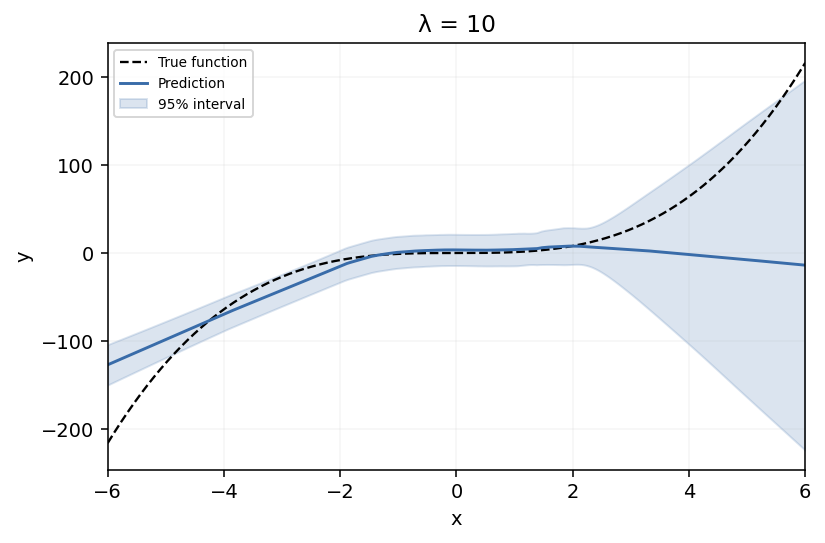 λ = 10
True function
Prediction
95% interval
200
100
0
−100
−200
y
−6
−4
−2
0
2
4
6
x